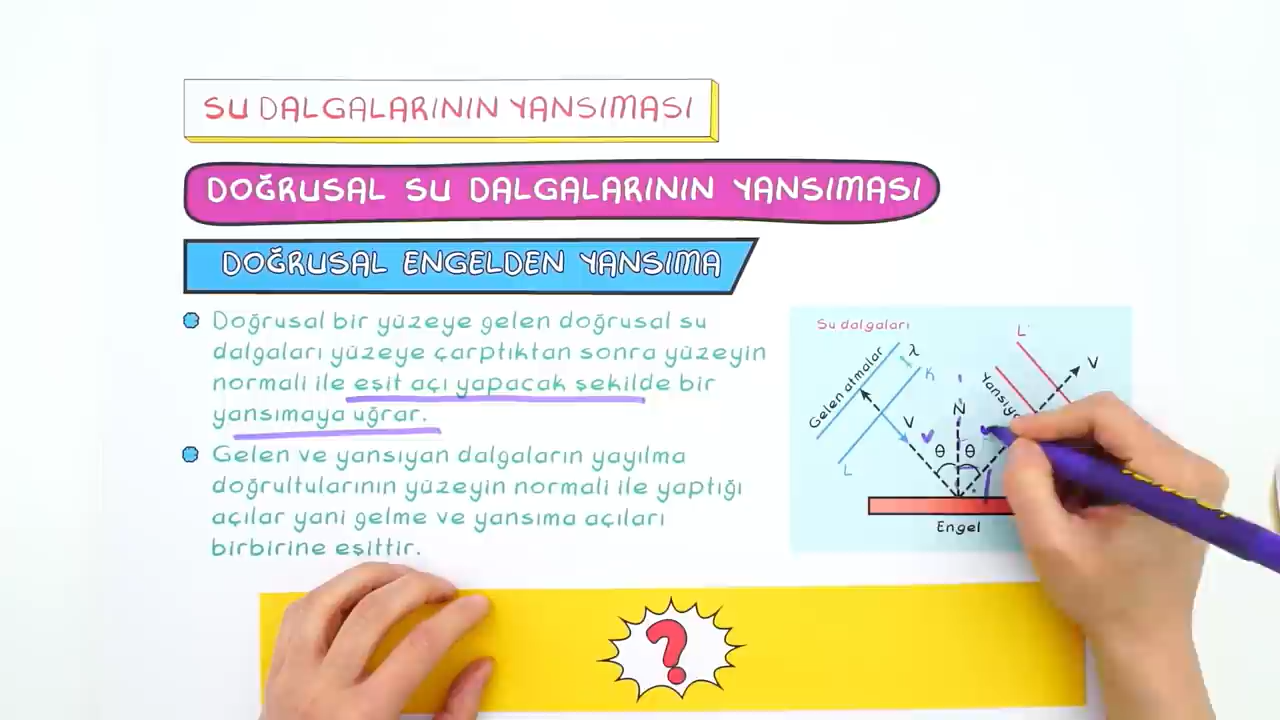 SU DALGALARININ YANSIMASI
DOĞRUSAL SU DALGALARININ YANSIMASI
DOĞRUSAL ENGELDEN YANSIMA
Doğrusal bir yüzeye gelen doğrusal su
dalgaları yüzeye çarptıktan sonra yüzeyin
normali ile eşit açı yapacak şekilde bir
yansımaya uğrar.
Gelen ve yansıyan dalgaların yayılma
doğrultularının yüzeyin normali ile yaptığı
açılar yani gelme ve yansıma açıları
birbirine eşittir.
Su dalgaları
Gelen atmalar
λ
K
L
V
N
θ
θ
L'
V
Engel
?